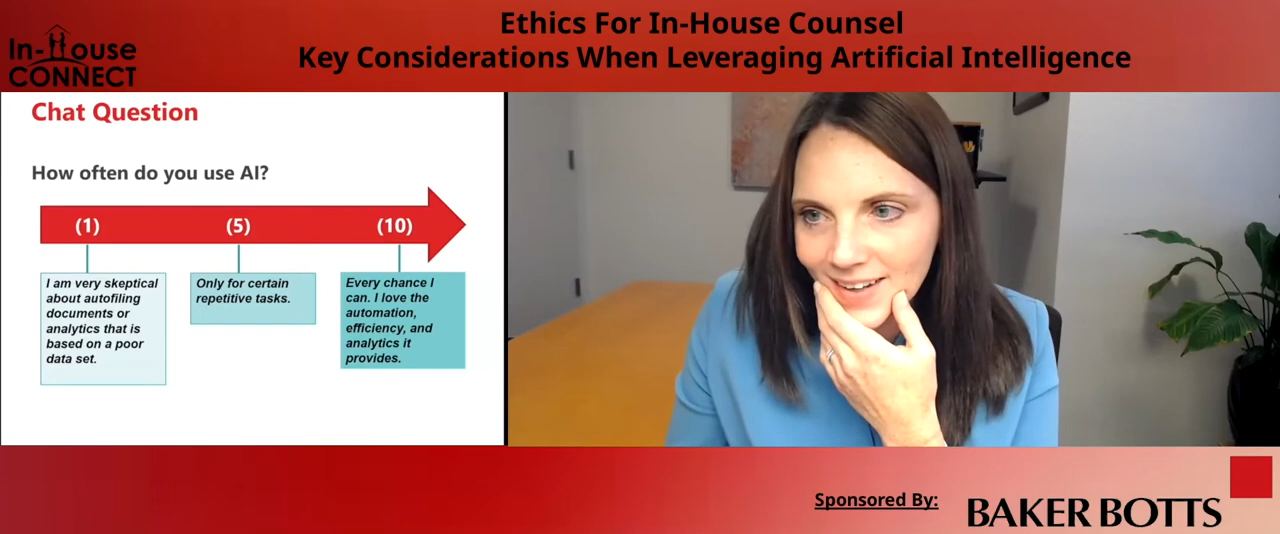 Ethics For In-House Counsel
Key Considerations When Leveraging Artificial Intelligence
In-House
CONNECT
Chat Question
How often do you use AI?
(1)
(5)
(10)
I am very skeptical
about autofiling
documents or
analytics that is
based on a poor
data set.
Only for certain
repetitive tasks.
Every chance I
can. I love the
automation,
efficiency, and
analytics it
provides.
Sponsored By:
BAKER BOTTS